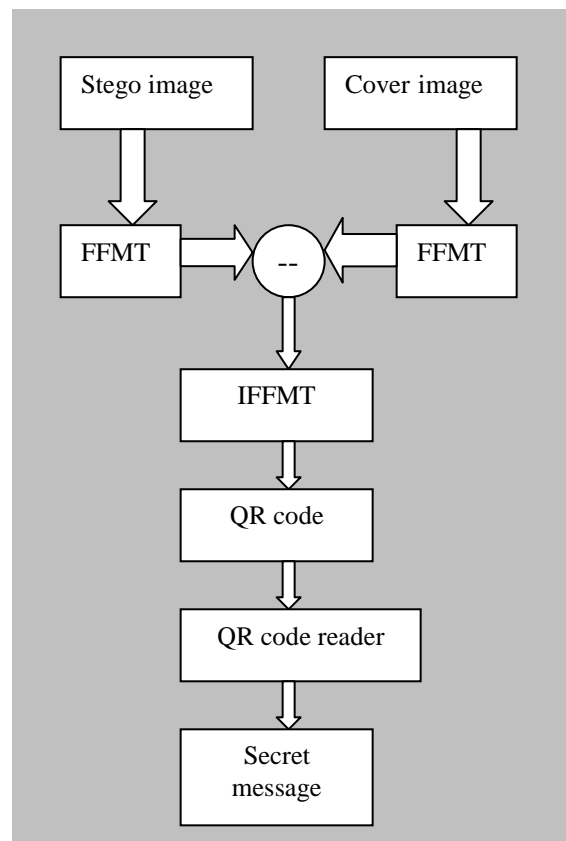 Stego image
Cover image
FFMT
--
FFMT
IFFMT
QR code
QR code reader
Secret
message